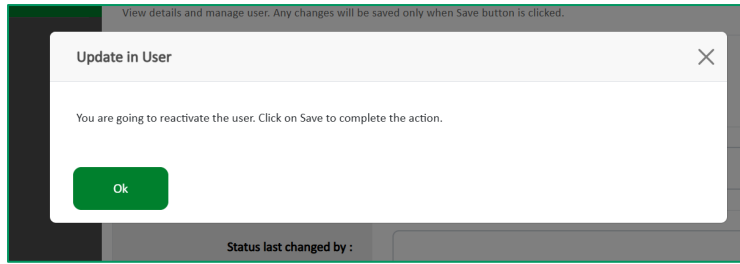 View details and manage user. Any changes will be saved only when Save button is clicked.
Update in User
You are going to reactivate the user. Click on Save to complete the action.
Ok
Status last changed by :